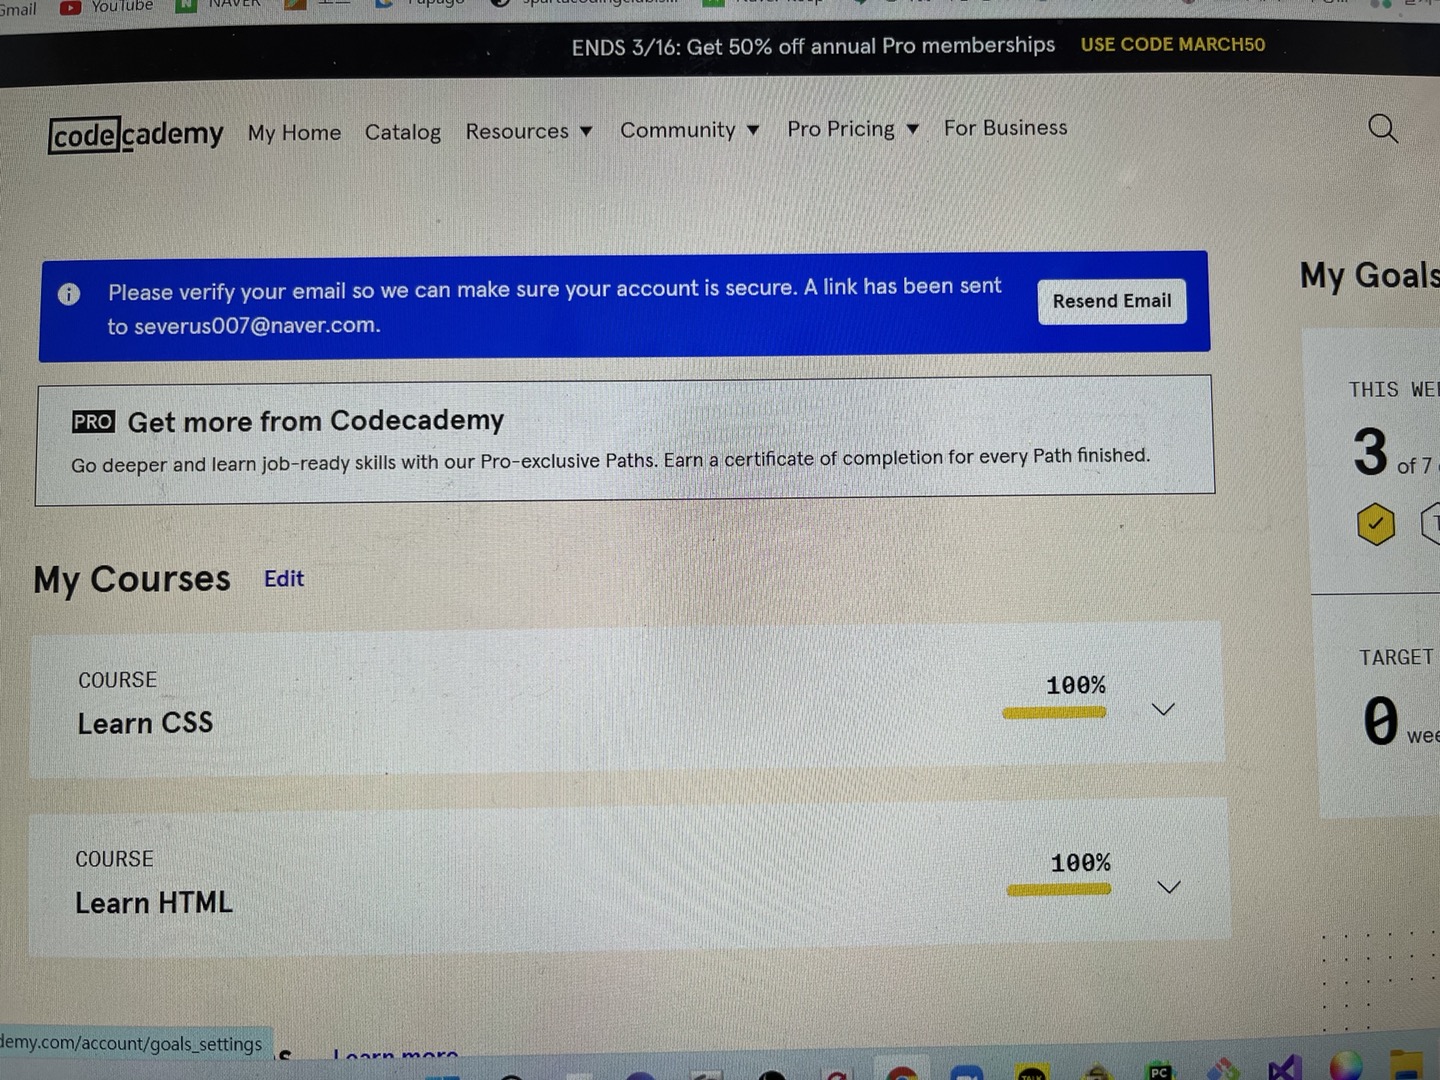 Gmail
YouTube
NAVER
Papago
ENDS 3/16: Get 50% off annual Pro memberships USE CODE MARCH50
codecademy My Home Catalog Resources Community Pro Pricing For Business
Please verify your email so we can make sure your account is secure. A link has been sent
to severus007@naver.com.
Resend Email
PRO Get more from Codecademy
Go deeper and learn job-ready skills with our Pro-exclusive Paths. Earn a certificate of completion for every Path finished.
My Courses Edit
COURSE
Learn CSS
100%
COURSE
Learn HTML
100%
My Goals
THIS WE
3 of 7
TARGET
0 wee
demy.com/account/goals_settings
Learn more
TALK
PC